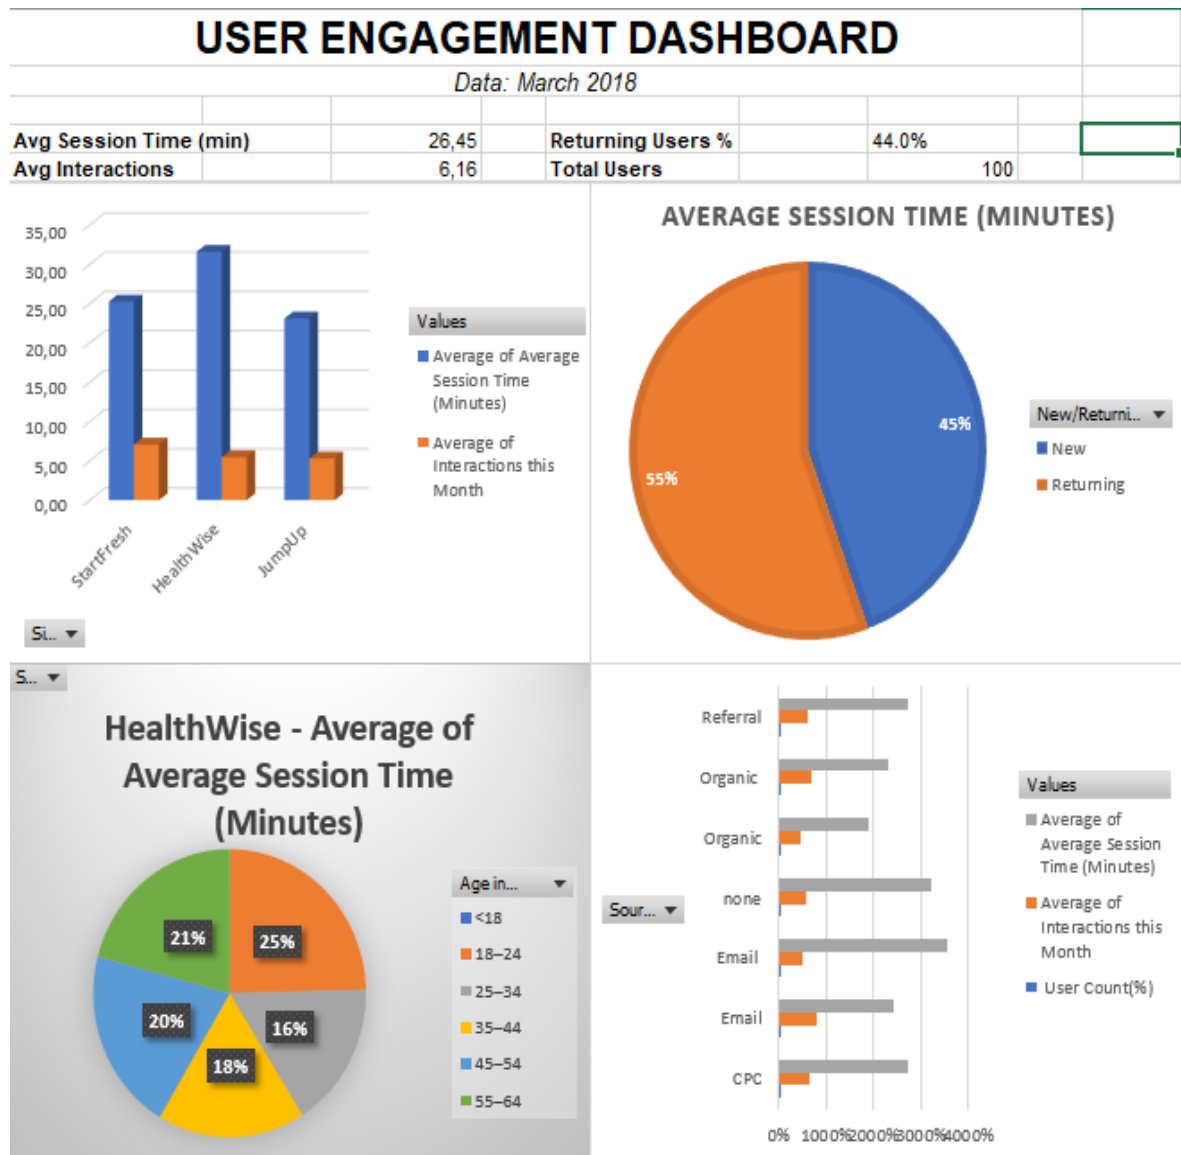 USER ENGAGEMENT DASHBOARD
Data: March 2018
Avg Session Time (min) 26,45 Returning Users % 44.0%
Avg Interactions 6,16 Total Users 100
35,00
30,00
25,00
20,00
15,00
10,00
5,00
0,00
StartFresh
HealthWise
JumpUp
Values
Average of Average
Session Time
(Minutes)
Average of
Interactions this
Month
Si...
AVERAGE SESSION TIME (MINUTES)
45%
55%
New/Returni...
New
Returning
S...
HealthWise - Average of
Average Session Time
(Minutes)
21%
25%
20%
16%
18%
Age in...
<18
18–24
25–34
35–44
45–54
55–64
Referral
Organic
Organic
none
Email
Email
CPC
Sour...
0% 1000% 2000% 3000% 4000%
Values
Average of
Average Session
Time (Minutes)
Average of
Interactions this
Month
User Count(%)